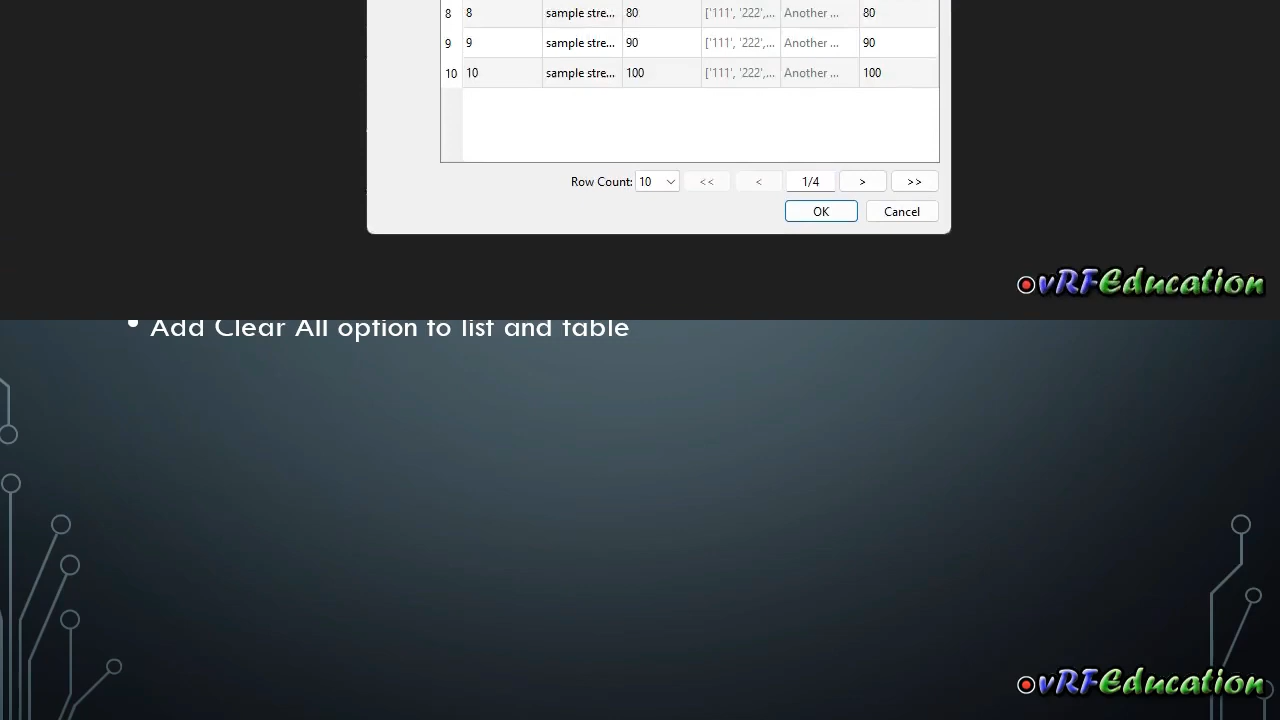 8 8 sample stre... 80 ['111', '222',... Another ... 80
9 9 sample stre... 90 ['111', '222',... Another ... 90
10 10 sample stre... 100 ['111', '222',... Another ... 100
Row Count: 10 << < 1/4 > >>
OK Cancel
vRFEducation
• Add Clear All option to list and table
vRFEducation